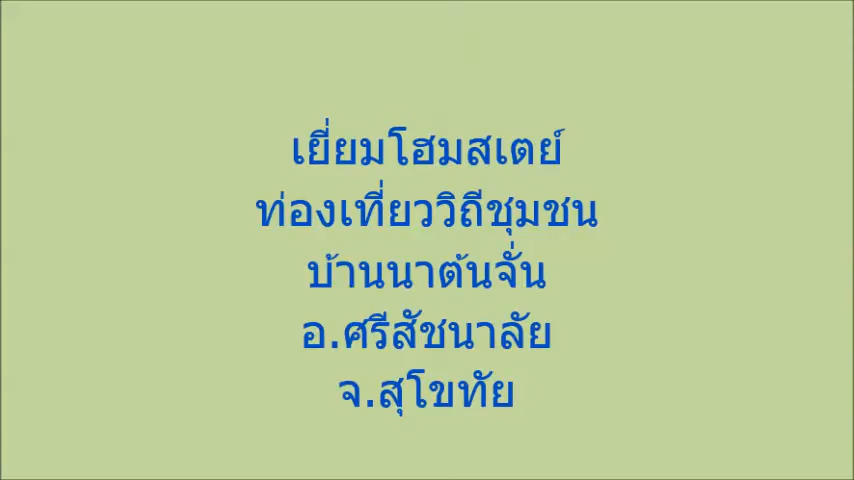 เยี่ยมโฮมสเตย์
ท่องเที่ยววิถีชุมชน
บ้านนาต้นจั่น
อ.ศรีสัชนาลัย
จ.สุโขทัย